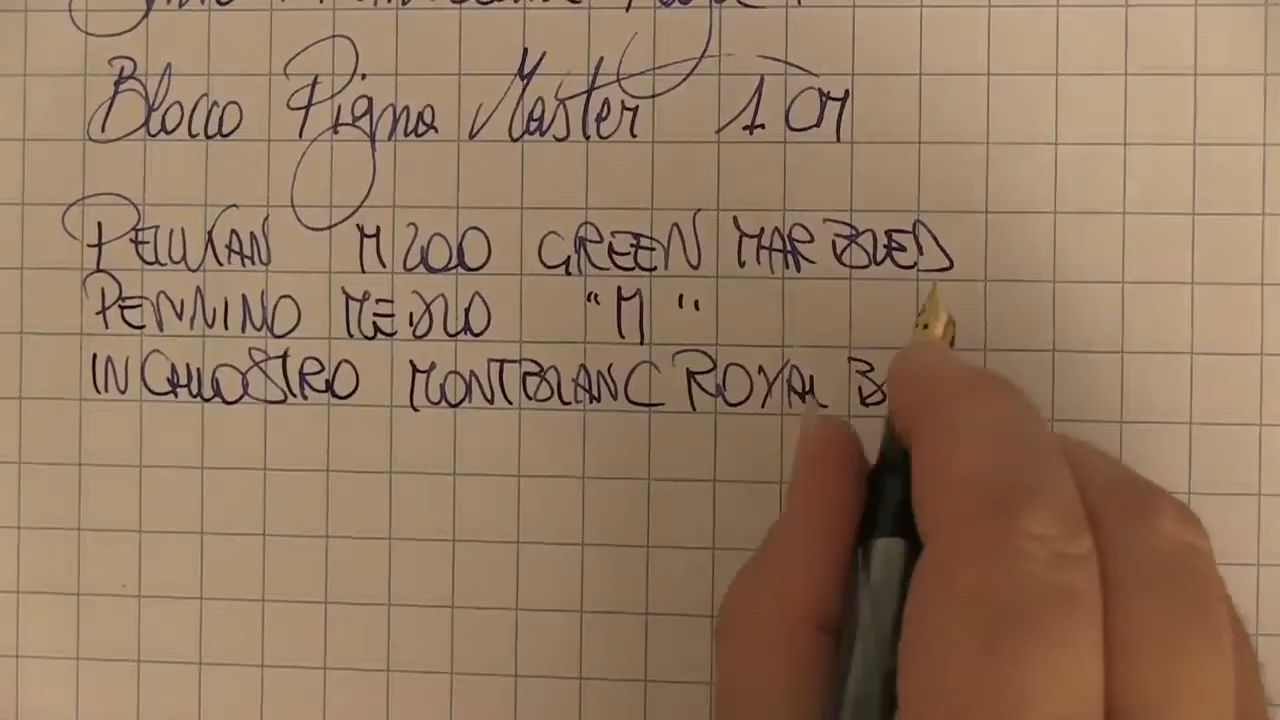 Blocco Pigna Master 1 cm
PELIKAN M200 GREEN MARBLED
PENNINO MEDIO "M"
INCHIOSTRO MONTBLANC ROYAL B